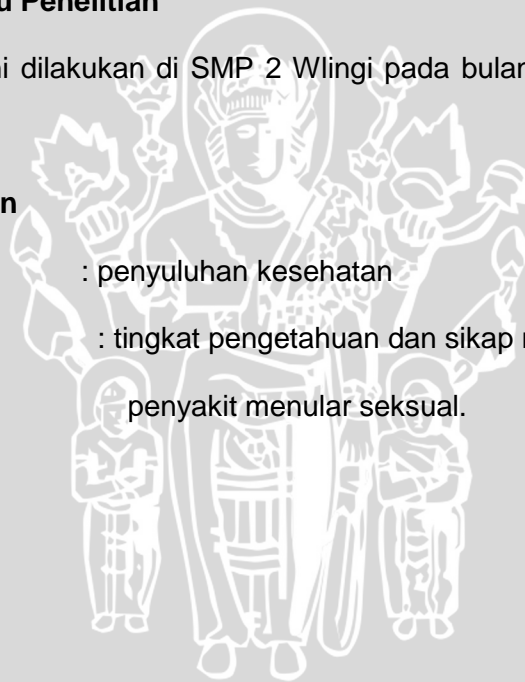 u Penelitian
ni dilakukan di SMP 2 Wlingi pada bulan
n
: penyuluhan kesehatan
: tingkat pengetahuan dan sikap
penyakit menular seksual.